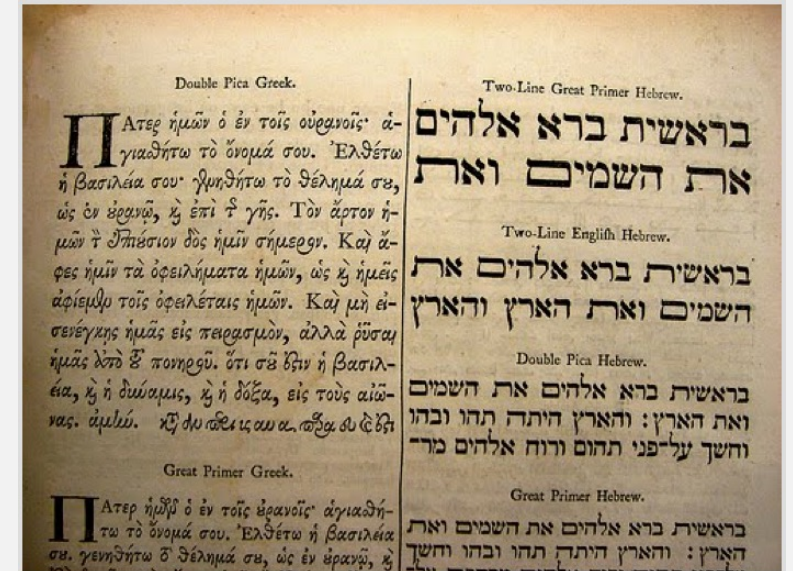 Double Pica Greek.
ΠΑτερ ἡμῶν ὁ ἐν τοῖς οὐρανοῖς· ἁ-
γιασθήτω τὸ ὄνομά σου. Ἐλθέτω
ἡ βασιλεία σου· γενηθήτω τὸ θέλημά σου,
ὡς ἐν οὐρανῷ, καὶ ἐπὶ τῆς γῆς. Τὸν ἄρτον ἡ-
μῶν τὸν ἐπιούσιον δὸς ἡμῖν σήμερον. Καὶ ἄ-
φες ἡμῖν τὰ ὀφειλήματα ἡμῶν, ὡς καὶ ἡμεῖς
ἀφίεμεν τοῖς ὀφειλέταις ἡμῶν. Καὶ μὴ εἰ-
σενέγκῃς ἡμᾶς εἰς πειρασμὸν, ἀλλὰ ῥῦσαι
ἡμᾶς ἀπὸ τοῦ πονηροῦ. ὅτι σοῦ ἐστιν ἡ βασιλ-
εία, καὶ ἡ δύναμις, καὶ ἡ δόξα, εἰς τοὺς αἰῶ-
νας. ἀμήν.
Great Primer Greek.
ΠΑτερ ἡμῶν ὁ ἐν τοῖς οὐρανοῖς· ἁγιασθή-
τω τὸ ὄνομά σου. Ἐλθέτω ἡ βασιλεία
σου. γενηθήτω τὸ θέλημά σου, ὡς ἐν οὐρανῷ, καὶ
Two-Line Great Primer Hebrew.
בראשית ברא אלהים
את השמים ואת
Two-Line English Hebrew.
בראשית ברא אלהים את
השמים ואת הארץ והארץ
Double Pica Hebrew.
בראשית ברא אלהים את השמים
ואת הארץ: והארץ היתה תהו ובהו
וחשך על־פני תהום ורוח אלהים מר־
Great Primer Hebrew.
בראשית ברא אלהים את השמים ואת
הארץ: והארץ היתה תהו ובהו וחשך